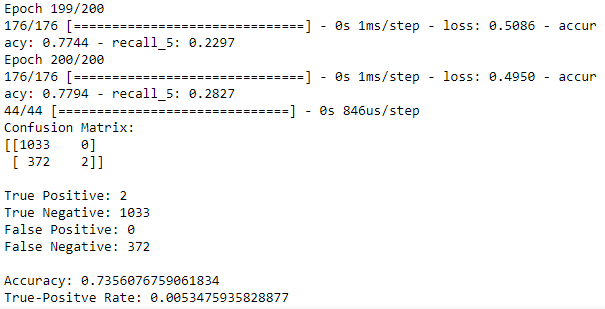 Epoch 199/200
176/176 [==============================] - 0s 1ms/step - loss: 0.5086 - accur
acy: 0.7744 - recall_5: 0.2297
Epoch 200/200
176/176 [==============================] - 0s 1ms/step - loss: 0.4950 - accur
acy: 0.7794 - recall_5: 0.2827
44/44 [==============================] - 0s 846us/step
Confusion Matrix:
[[1033    0]
 [ 372    2]]

True Positive: 2
True Negative: 1033
False Positive: 0
False Negative: 372

Accuracy: 0.7356076759061834
True-Positve Rate: 0.0053475935828877